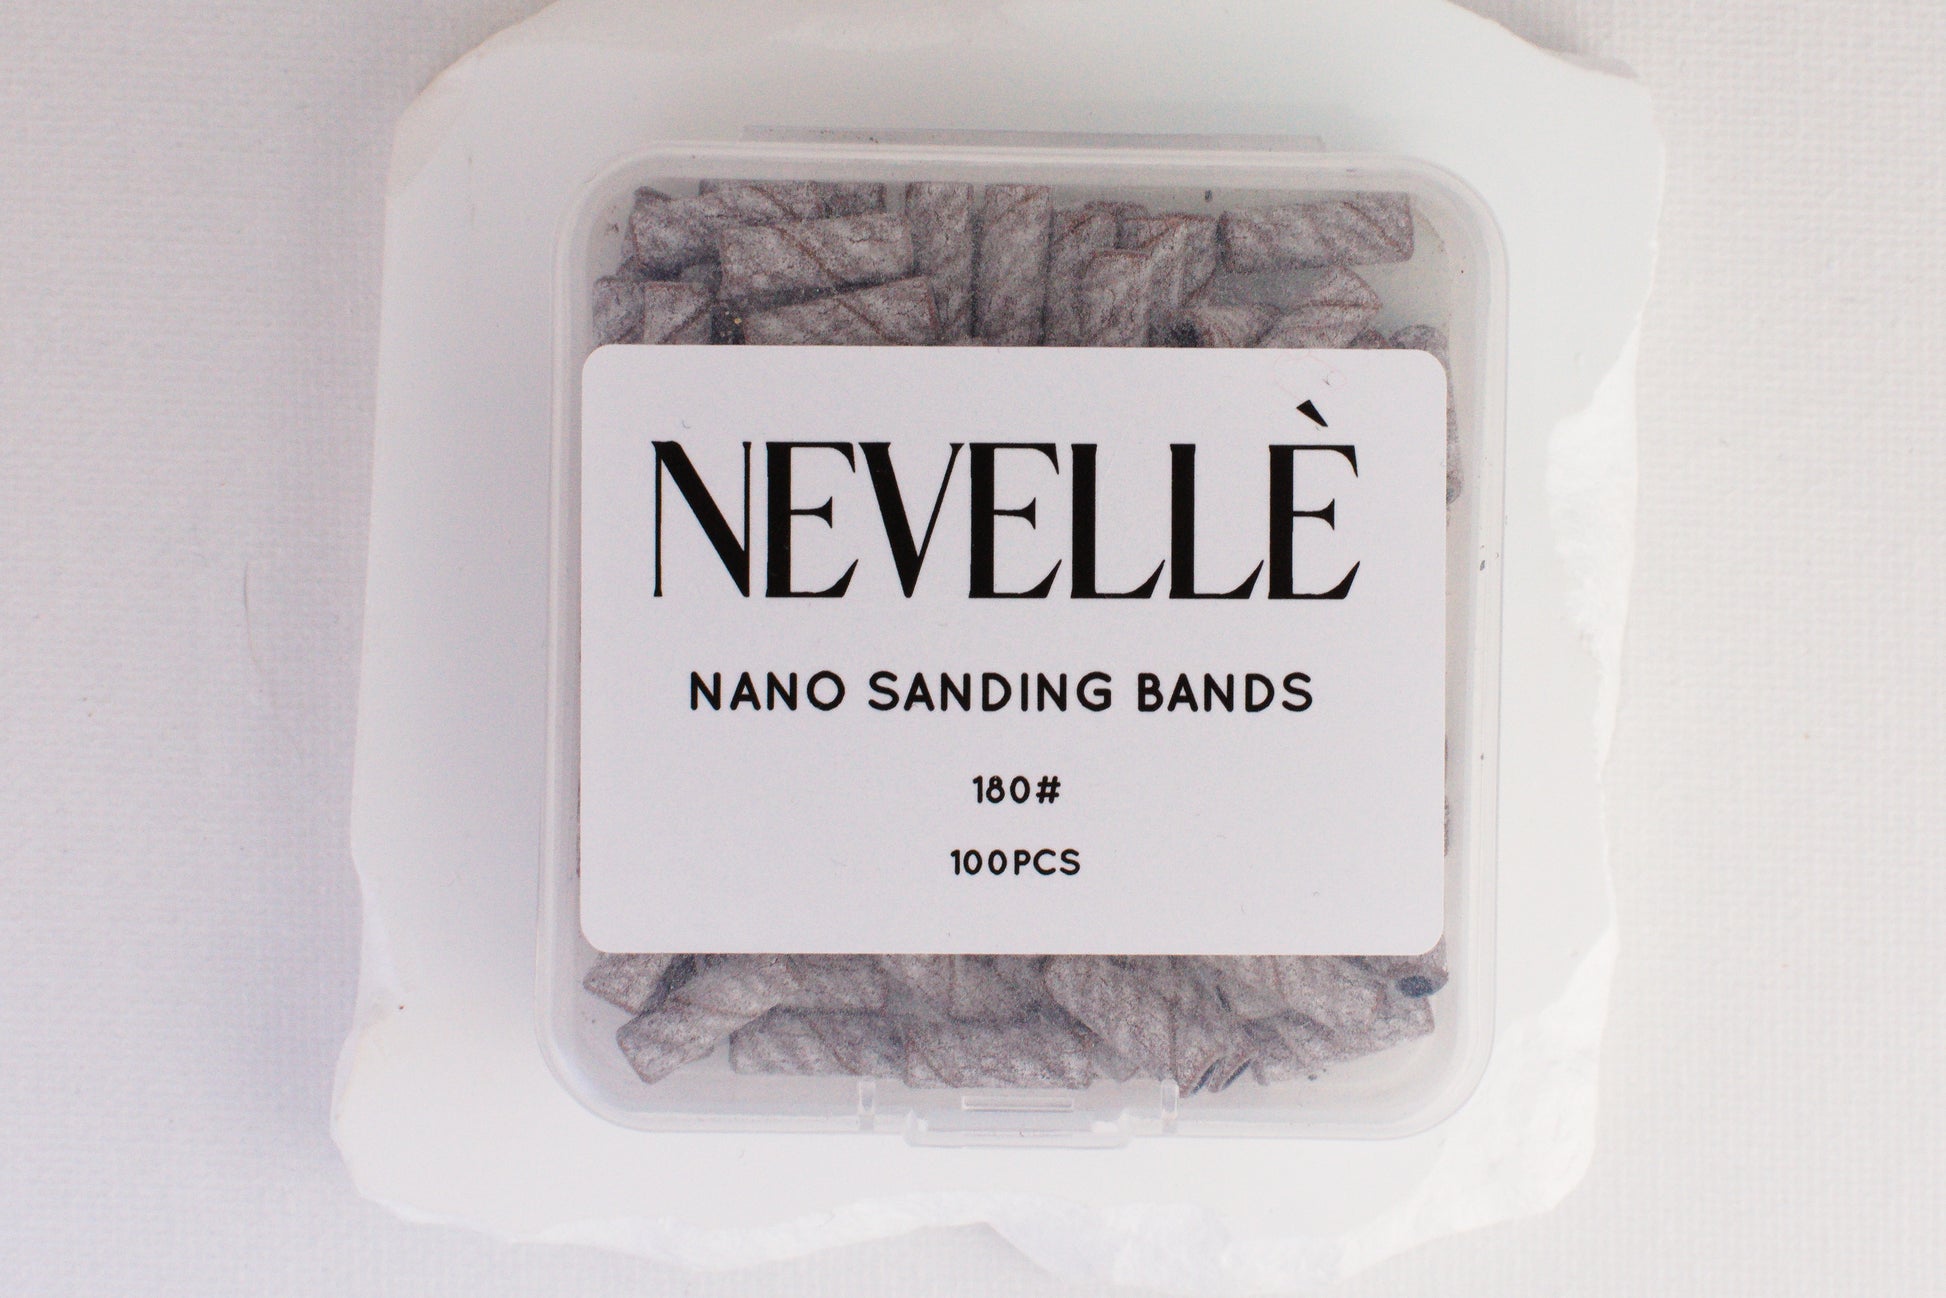 NEVELLÈ
NANO SANDING BANDS
180#
100PCS